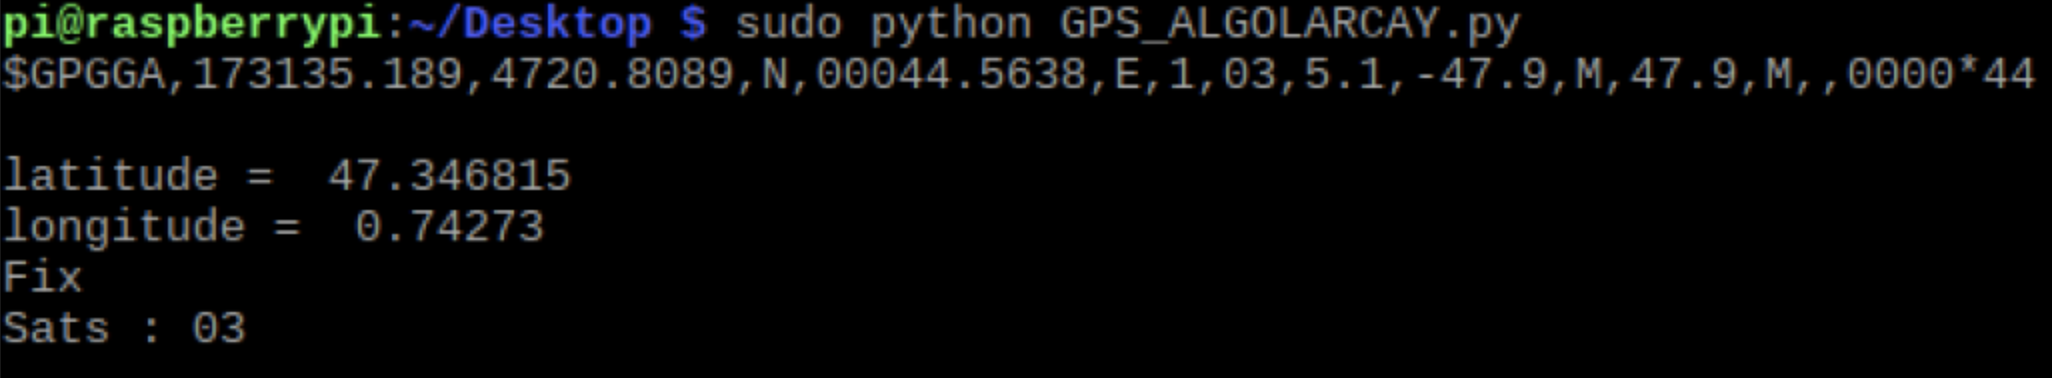 pi@raspberrypi:~/Desktop $ sudo python GPS_ALGOLARCAY.py
$GPGGA,173135.189,4720.8089,N,00044.5638,E,1,03,5.1,-47.9,M,47.9,M,,0000*44
latitude =  47.346815
longitude =  0.74273
Fix
Sats : 03